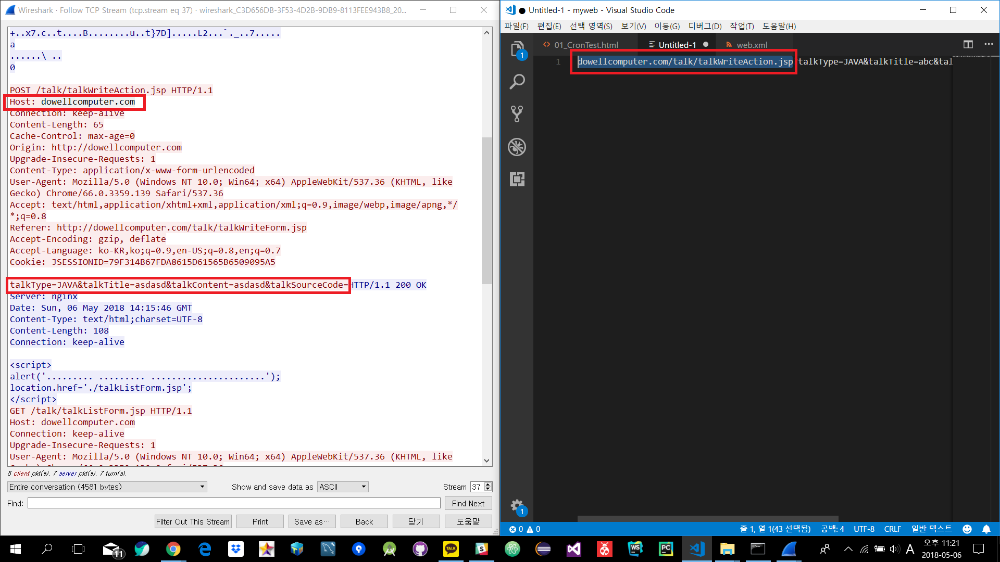 Wireshark · Follow TCP Stream (tcp.stream eq 37) · wireshark_C3D656DB-3F53-4D2B-9DB9-8113FEE943B8_20...
+..x7.c..t....B........u..t}7D].....L2...`._..7.....
a
......\ ..
0
POST /talk/talkWriteAction.jsp HTTP/1.1
Host: dowellcomputer.com
Connection: keep-alive
Content-Length: 65
Cache-Control: max-age=0
Origin: http://dowellcomputer.com
Upgrade-Insecure-Requests: 1
Content-Type: application/x-www-form-urlencoded
User-Agent: Mozilla/5.0 (Windows NT 10.0; Win64; x64) AppleWebKit/537.36 (KHTML, like
Gecko) Chrome/66.0.3359.139 Safari/537.36
Accept: text/html,application/xhtml+xml,application/xml;q=0.9,image/webp,image/apng,*/
*;q=0.8
Referer: http://dowellcomputer.com/talk/talkWriteForm.jsp
Accept-Encoding: gzip, deflate
Accept-Language: ko-KR,ko;q=0.9,en-US;q=0.8,en;q=0.7
Cookie: JSESSIONID=79F314B67FDA8615D61565B6509095A5
talkType=JAVA&talkTitle=asdasd&talkContent=asdasd&talkSourceCode=HTTP/1.1 200 OK
Server: nginx
Date: Sun, 06 May 2018 14:15:46 GMT
Content-Type: text/html;charset=UTF-8
Content-Length: 108
Connection: keep-alive
<script>
alert('......... ......... ......................');
location.href='./talkListForm.jsp';
</script>
GET /talk/talkListForm.jsp HTTP/1.1
Host: dowellcomputer.com
Connection: keep-alive
Upgrade-Insecure-Requests: 1
User-Agent: Mozilla/5.0 (Windows NT 10.0; Win64; x64) AppleWebKit/537.36 (KHTML, like
5 client pkt(s), 7 server pkt(s), 7 turn(s).
Entire conversation (4581 bytes)
Show and save data as ASCII
Stream 37
Find:
Find Next
Filter Out This Stream
Print
Save as…
Back
닫기
도움말
Untitled-1 - myweb - Visual Studio Code
파일(F) 편집(E) 선택 영역(S) 보기(V) 이동(G) 디버그(D) 작업(T) 도움말(H)
01_CronTest.html
Untitled-1
web.xml
1
1 dowellcomputer.com/talk/talkWriteAction.jsp talkType=JAVA&talkTitle=abc&tal
1
0 0
줄 1, 열 1(43 선택됨) 공백: 4 UTF-8 CRLF 일반 텍스트
11
TALK
WS
PC
A
오후 11:21
2018-05-06